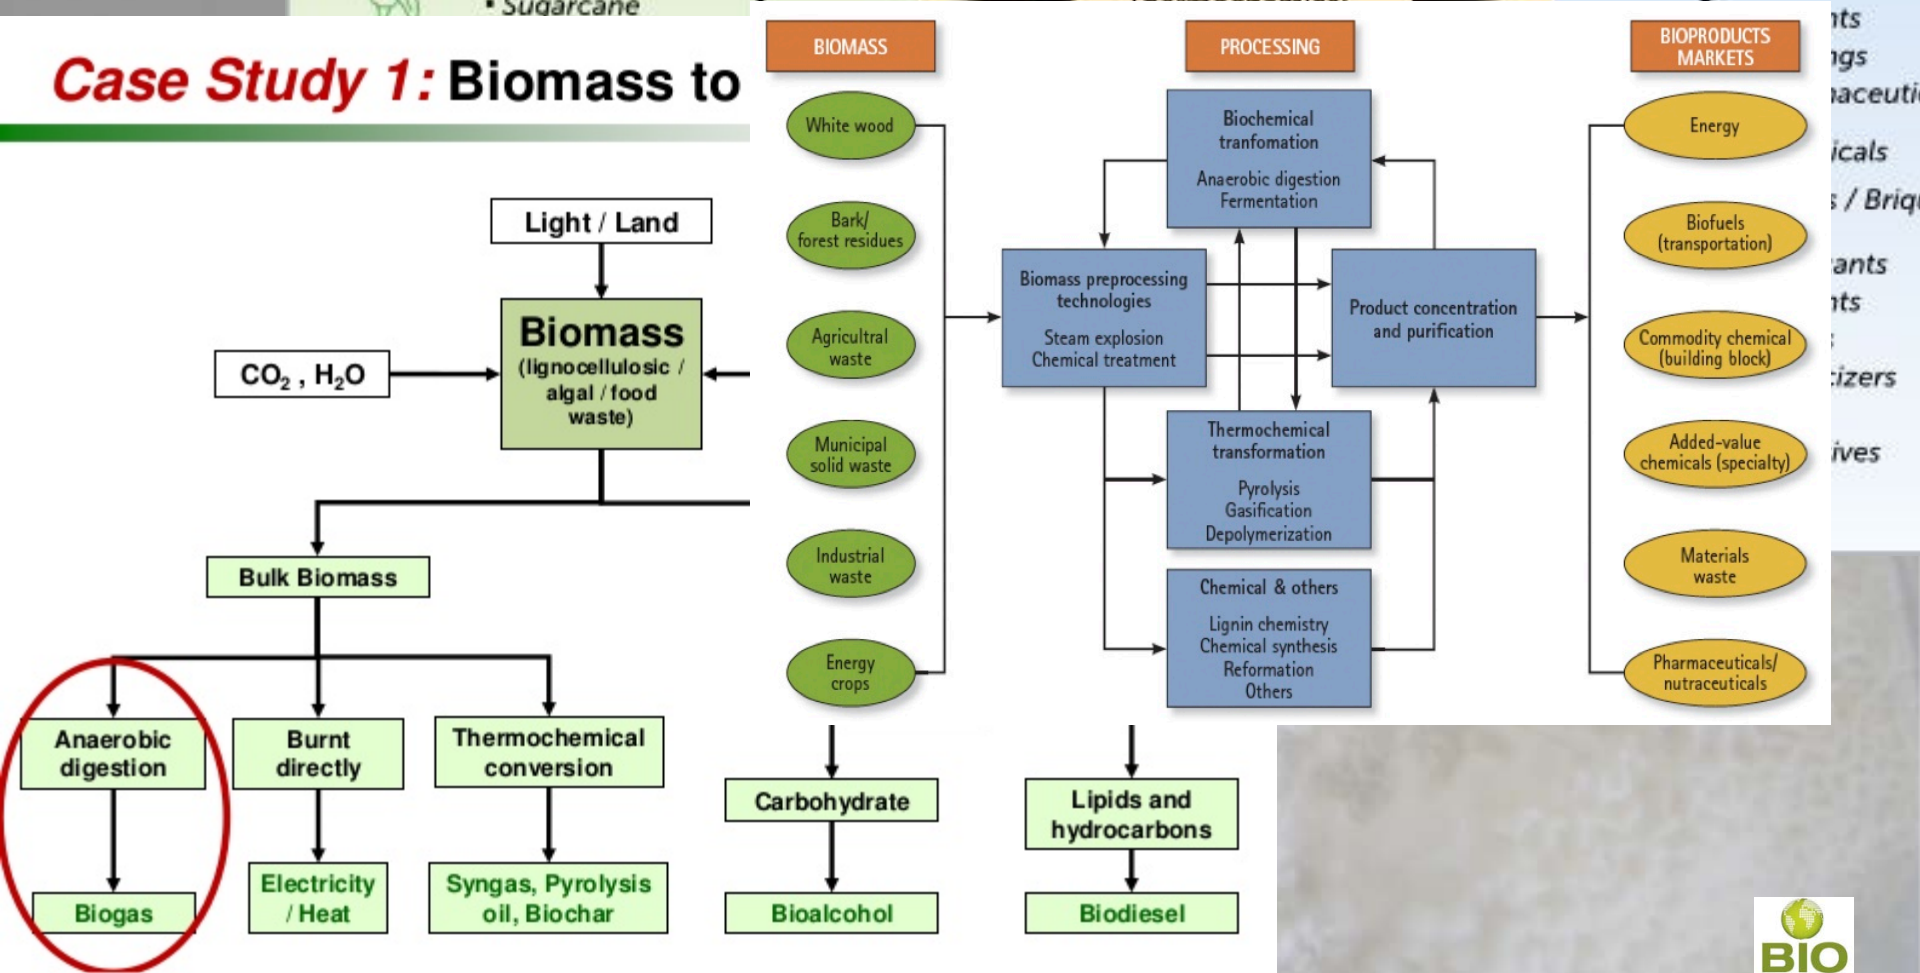 • Sugarcane
Case Study 1: Biomass to
Light / Land
Biomass
(lignocellulosic /
algal / food
waste)
CO₂ , H₂O
Bulk Biomass
Anaerobic
digestion
Burnt
directly
Thermochemical
conversion
Carbohydrate
Lipids and
hydrocarbons
Biogas
Electricity
/ Heat
Syngas, Pyrolysis
oil, Biochar
Bioalcohol
Biodiesel
BIOMASS
White wood
Bark/
forest residues
Agricultral
waste
Municipal
solid waste
Industrial
waste
Energy
crops
PROCESSING
Biochemical
tranfomation
Anaerobic digestion
Fermentation
Biomass preprocessing
technologies
Steam explosion
Chemical treatment
Product concentration
and purification
Thermochemical
transformation
Pyrolysis
Gasification
Depolymerization
Chemical & others
Lignin chemistry
Chemical synthesis
Reformation
Others
BIOPRODUCTS
MARKETS
Energy
Biofuels
(transportation)
Commodity chemical
(building block)
Added-value
chemicals (specialty)
Materials
waste
Pharmaceuticals/
nutraceuticals
BIO